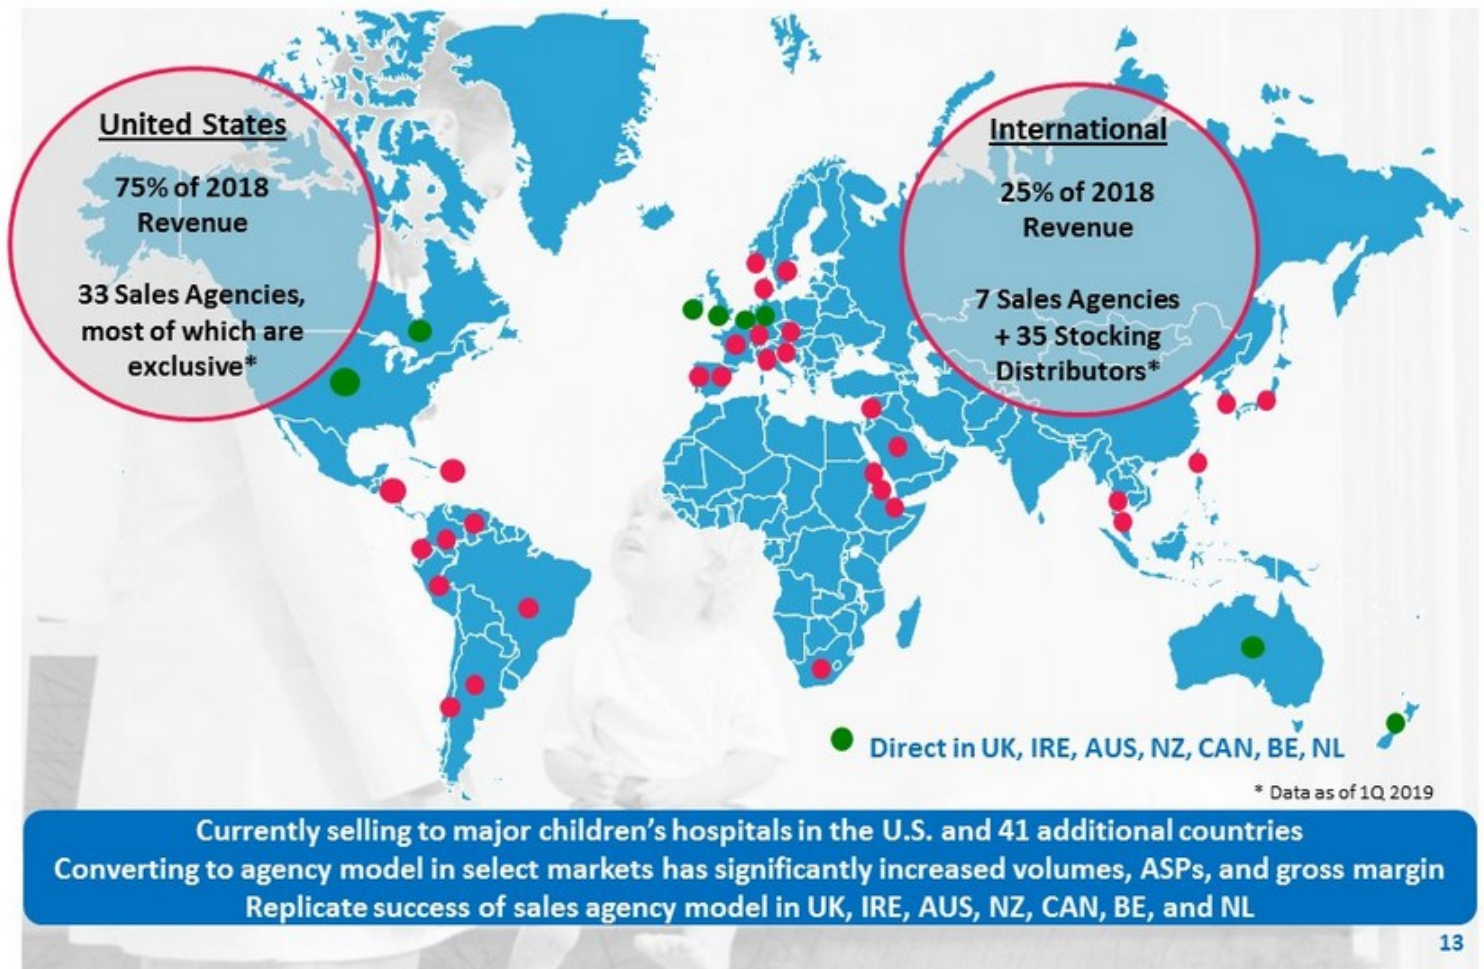 United States
75% of 2018
Revenue
33 Sales Agencies,
most of which are
exclusive*
International
25% of 2018
Revenue
7 Sales Agencies
+ 35 Stocking
Distributors*
Direct in UK, IRE, AUS, NZ, CAN, BE, NL
* Data as of 1Q 2019
Currently selling to major children's hospitals in the U.S. and 41 additional countries
Converting to agency model in select markets has significantly increased volumes, ASPs, and gross margin
Replicate success of sales agency model in UK, IRE, AUS, NZ, CAN, BE, and NL
13